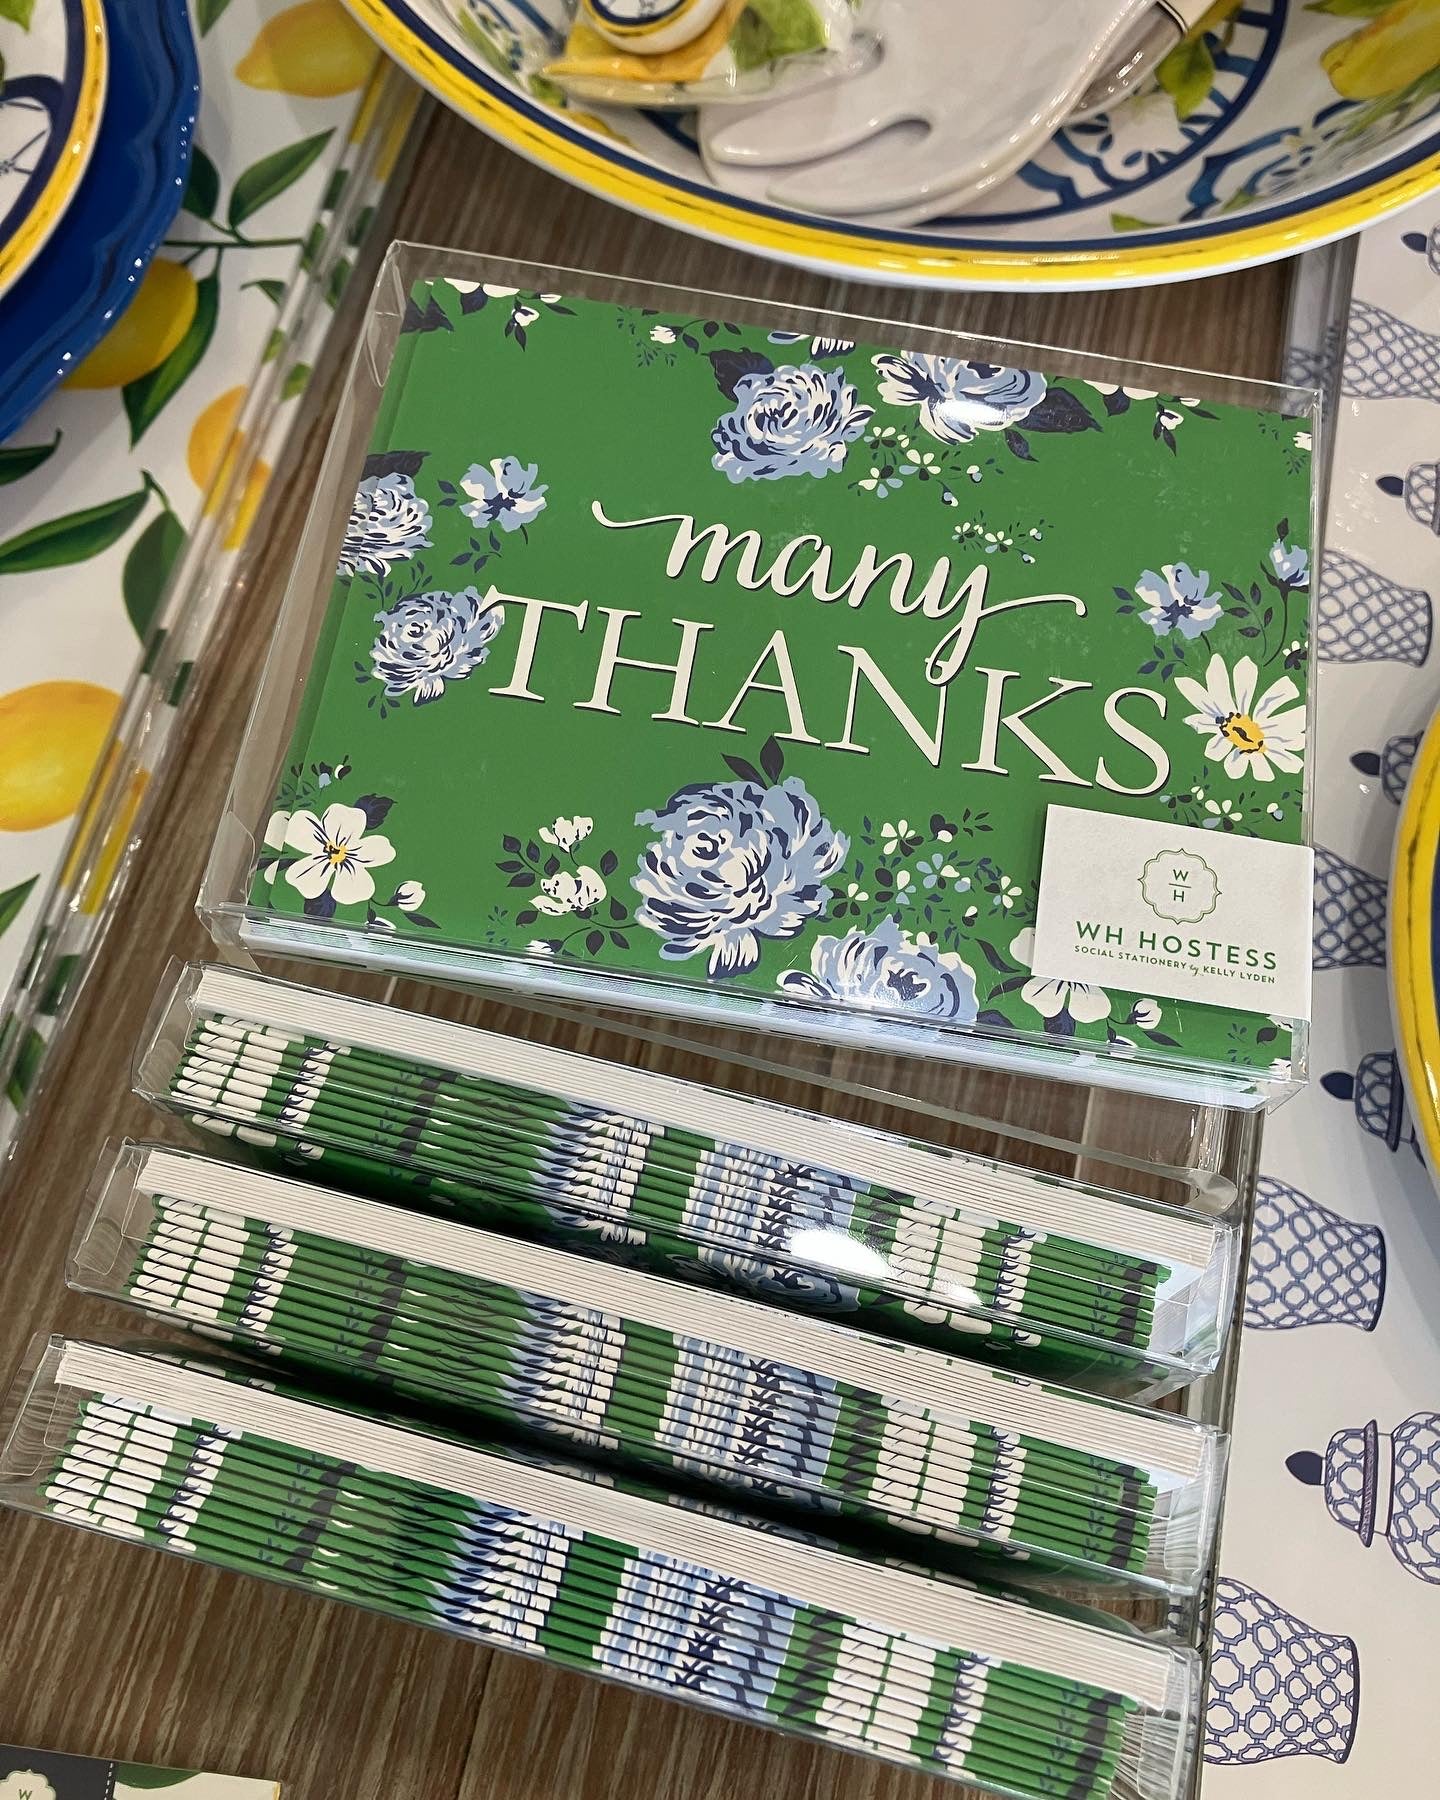 many
THANKS
W
H
WH HOSTESS
SOCIAL STATIONERY by KELLY LYDEN
W